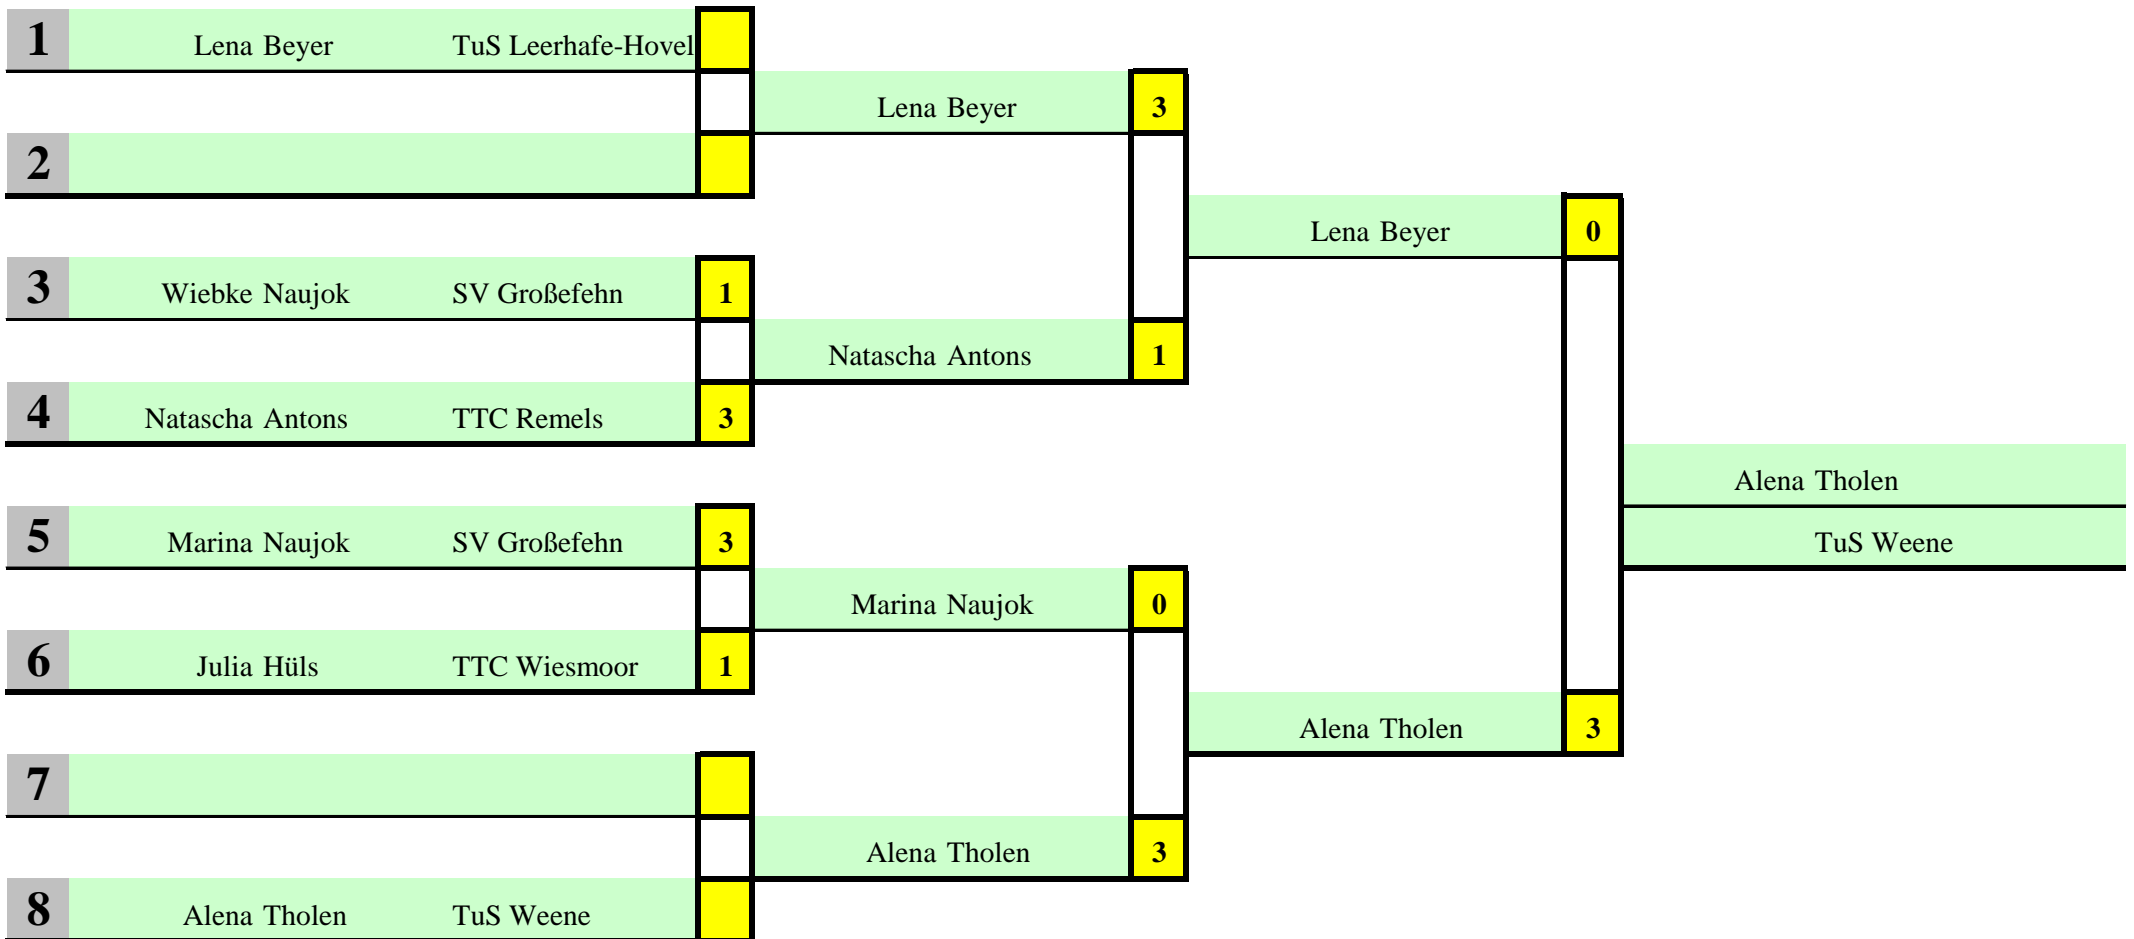 1 Lena Beyer TuS Leerhafe-Hovel
Lena Beyer 3
2
Lena Beyer 0
3 Wiebke Naujok SV Großefehn 1
Natascha Antons 1
4 Natascha Antons TTC Remels 3
Alena Tholen
5 Marina Naujok SV Großefehn 3
TuS Weene
Marina Naujok 0
6 Julia Hüls TTC Wiesmoor 1
Alena Tholen 3
7
Alena Tholen 3
8 Alena Tholen TuS Weene